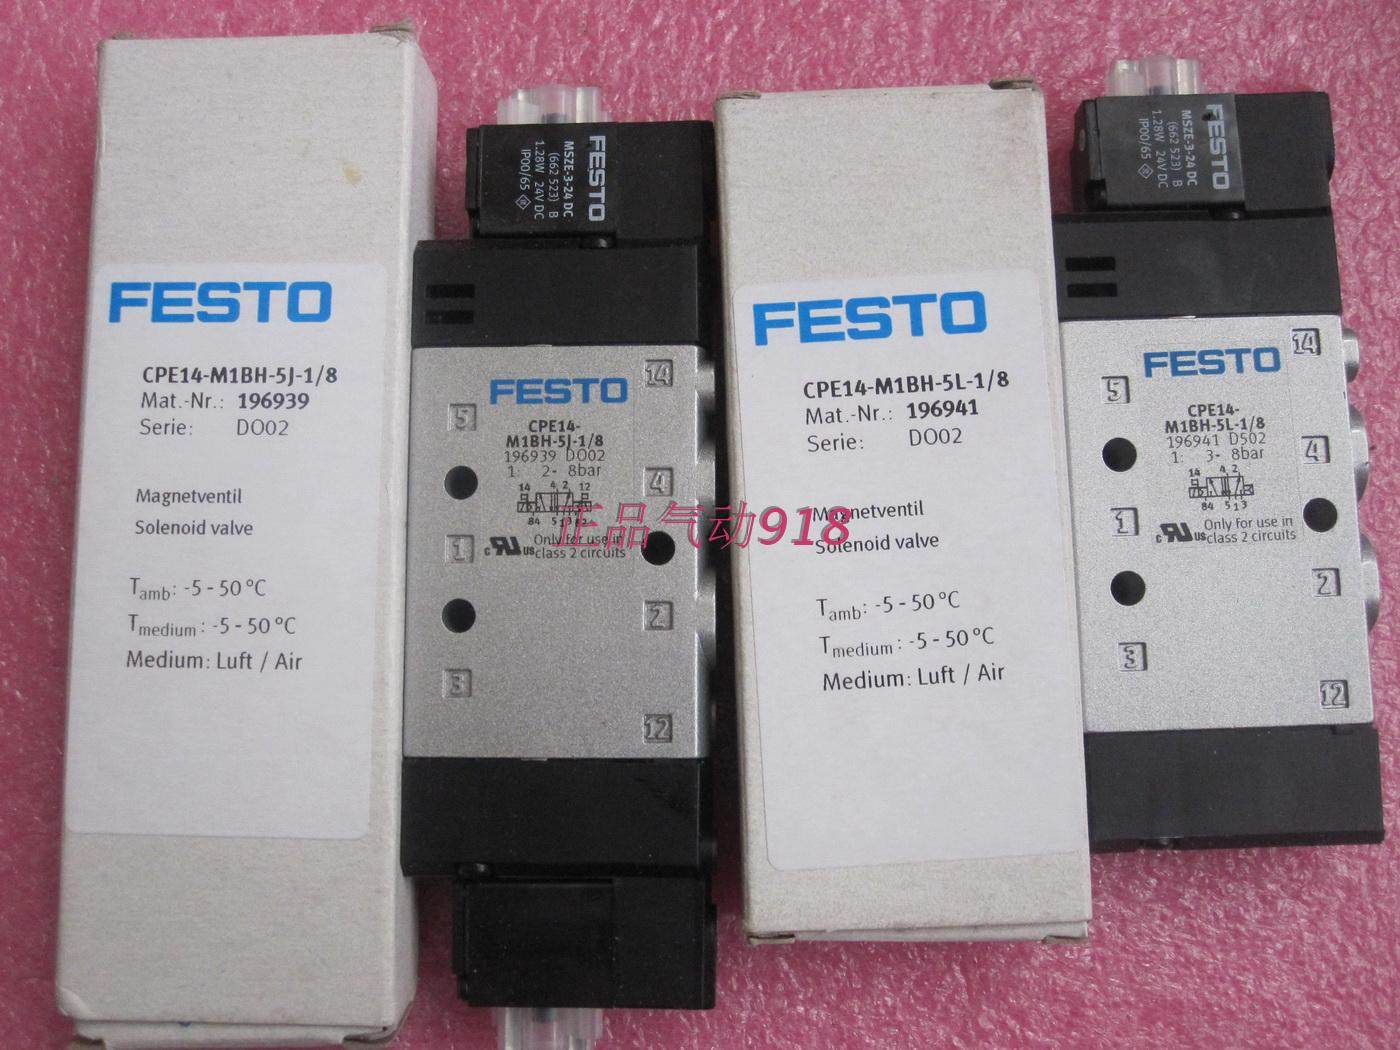 FESTO
CPE14-M1BH-5J-1/8
Mat.-Nr.: 196939
Serie: DO02
Magnetventil
Solenoid valve
Tamb: -5 - 50 °C
Tmedium: -5 - 50 °C
Medium: Luft / Air
FESTO
MSZE-3-24 DC
(662 523) B
1.28W 24V DC
IP00/65
FESTO
CPE14-
M1BH-5J-1/8
196939 DO02
1: 2- 8bar
14 4 2 12
84 5 1 3 82
c RU US
Only for use in
class 2 circuits
5
1
3
14
4
2
12
FESTO
CPE14-M1BH-5L-1/8
Mat.-Nr.: 196941
Serie: DO02
Magnetventil
Solenoid valve
Tamb: -5 - 50 °C
Tmedium: -5 - 50 °C
Medium: Luft / Air
FESTO
MSZE-3-24 DC
(662 523) B
1.28W 24V DC
IP00/65
FESTO
CPE14-
M1BH-5L-1/8
196941 D502
1: 3- 8bar
14 4 2
84 5 1 3
c RU US
Only for use in
class 2 circuits
5
1
3
14
4
2
12
正品气动918